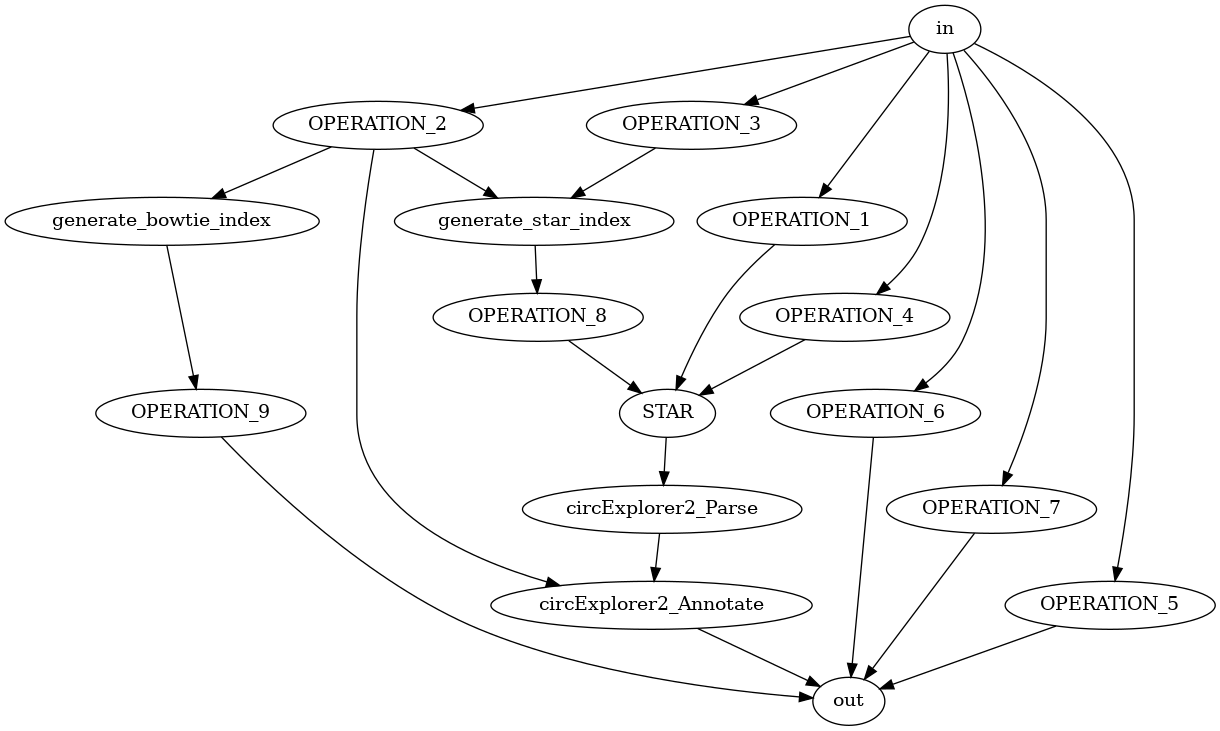 in
OPERATION_2
OPERATION_3
generate_bowtie_index
generate_star_index
OPERATION_1
OPERATION_8
OPERATION_4
OPERATION_9
STAR
OPERATION_6
circExplorer2_Parse
OPERATION_7
circExplorer2_Annotate
OPERATION_5
out